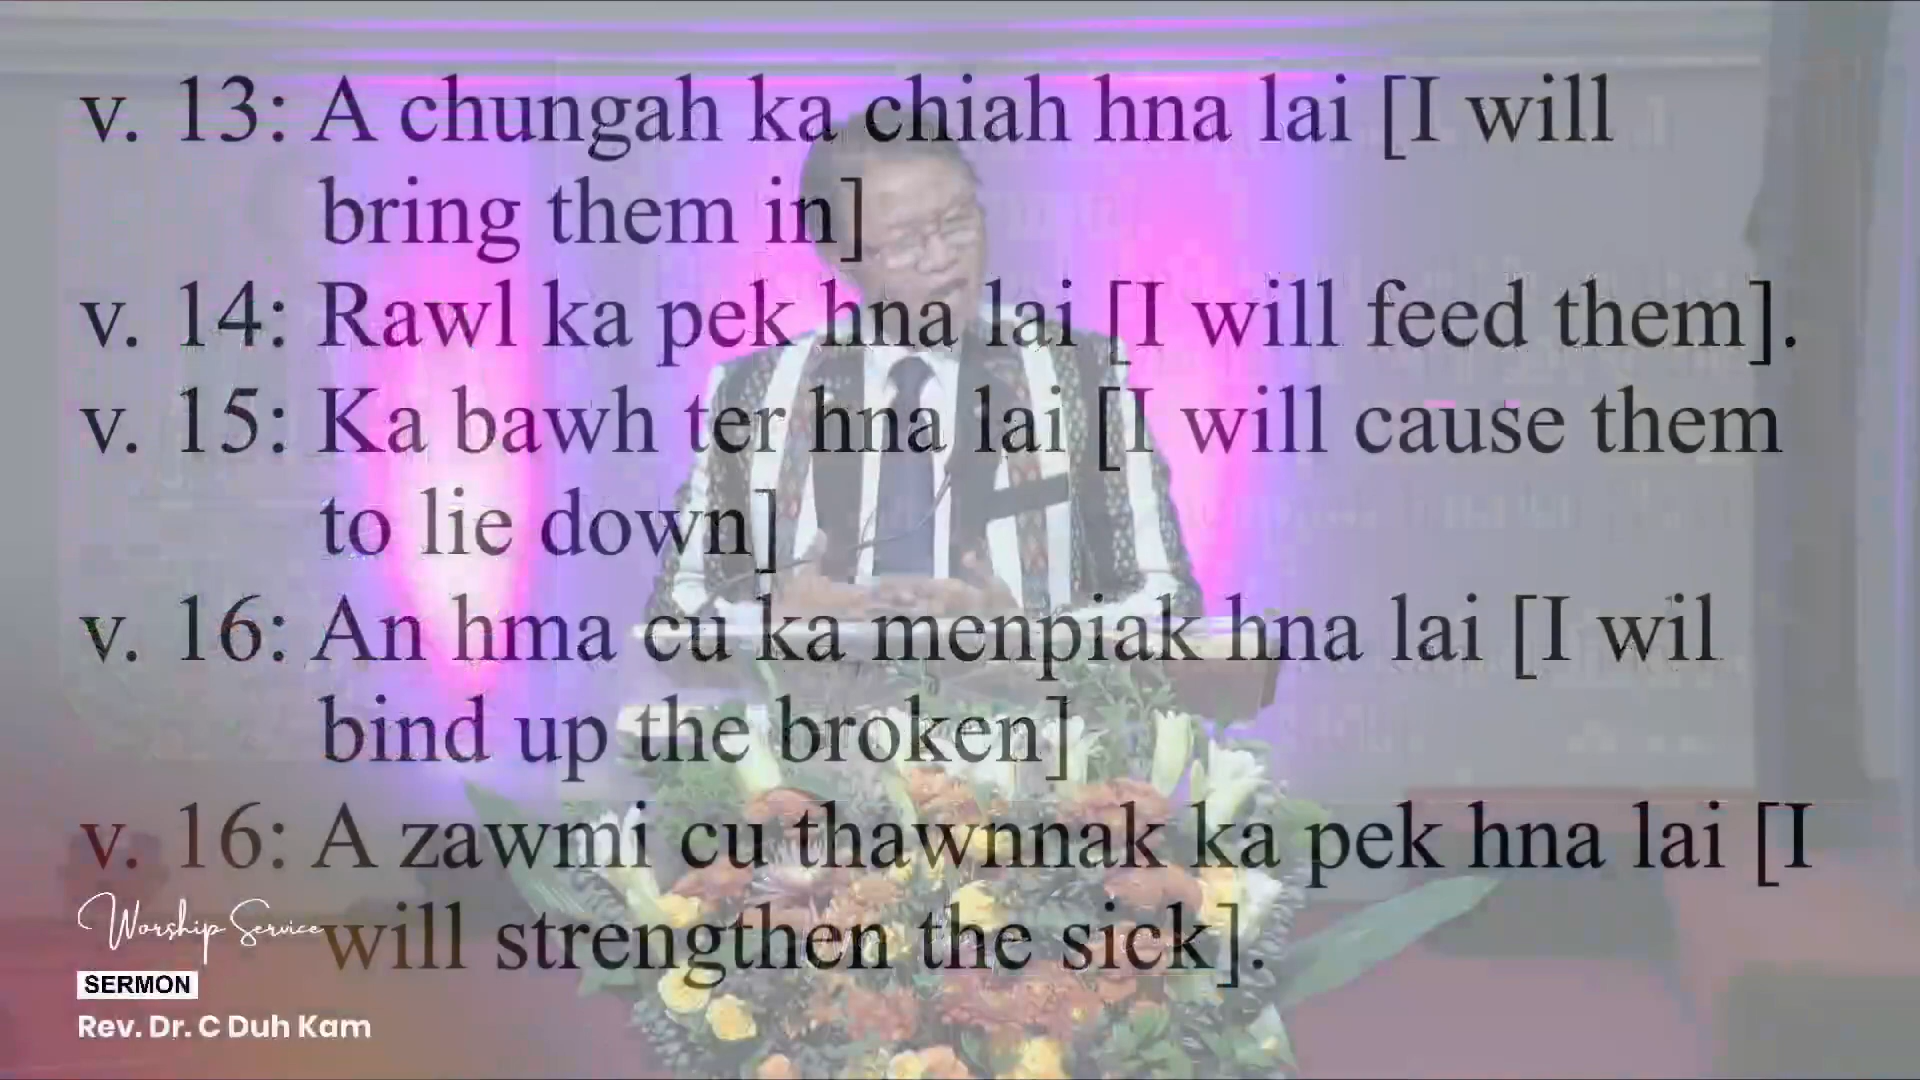 v. 13: A chungah ka chiah hna lai [I will
bring them in]
v. 14: Rawl ka pek hna lai [I will feed them].
v. 15: Ka bawh ter hna lai [I will cause them
to lie down]
v. 16: An hma cu ka menpiak hna lai [I wil
bind up the broken]
v. 16: A zawmi cu thawnnak ka pek hna lai [I
will strengthen the sick].
Worship Service
SERMON
Rev. Dr. C Duh Kam